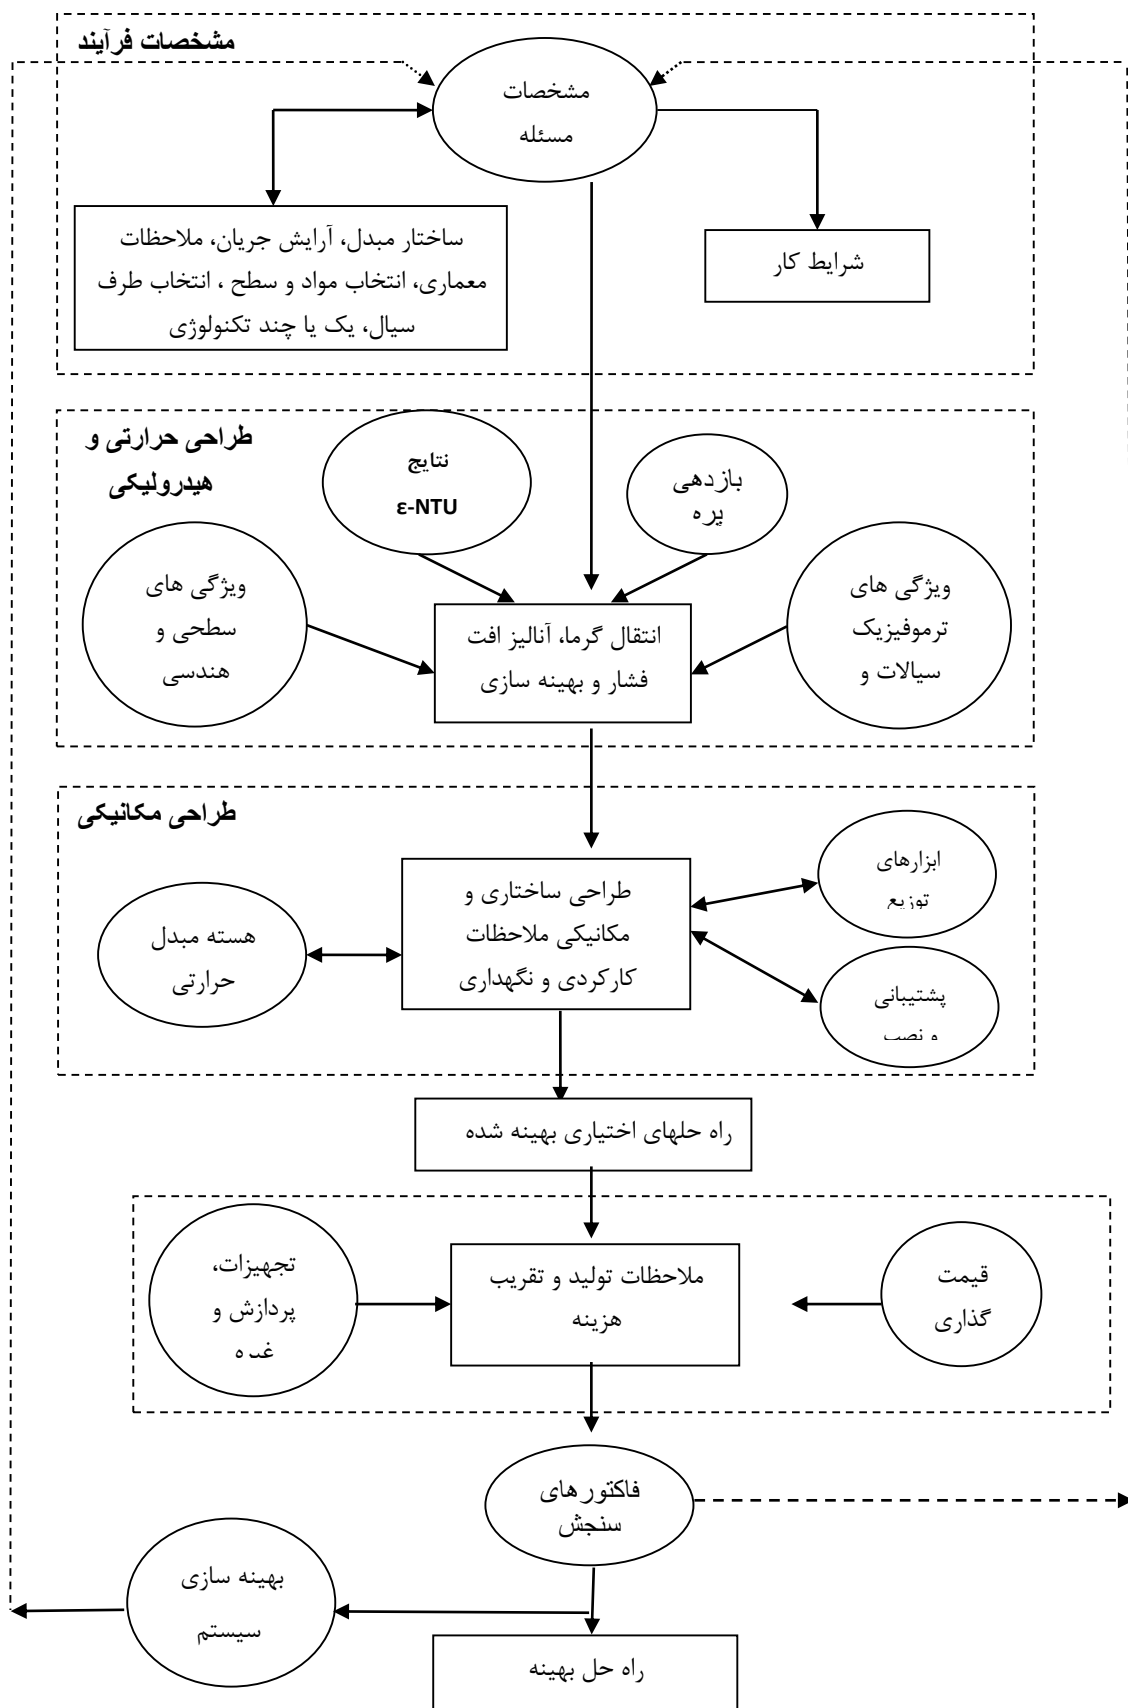 مشخصات فرآیند
مشخصات
مسئله
ساختار مبدل، آرایش جریان، ملاحظات
معماری، انتخاب مواد و سطح ، انتخاب طرف
سیال، یک یا چند تکنولوژی
شرایط کار
طراحی حرارتی و
هیدرولیکی
نتایج
ε-NTU
بازدهی
پره
ویژگی های
سطحی و
هندسی
ویژگی های
ترموفیزیک
سیالات و
انتقال گرما، آنالیز افت
فشار و بهینه سازی
طراحی مکانیکی
ابزارهای
توزیع
طراحی ساختاری و
مکانیکی ملاحظات
کارکردی و نگهداری
هسته مبدل
حرارتی
پشتیبانی
و نصب
راه حلهای اختیاری بهینه شده
تجهیزات،
پردازش و
غیره
ملاحظات تولید و تقریب
هزینه
قیمت
گذاری
فاکتورهای
سنجش
بهینه سازی
سیستم
راه حل بهینه